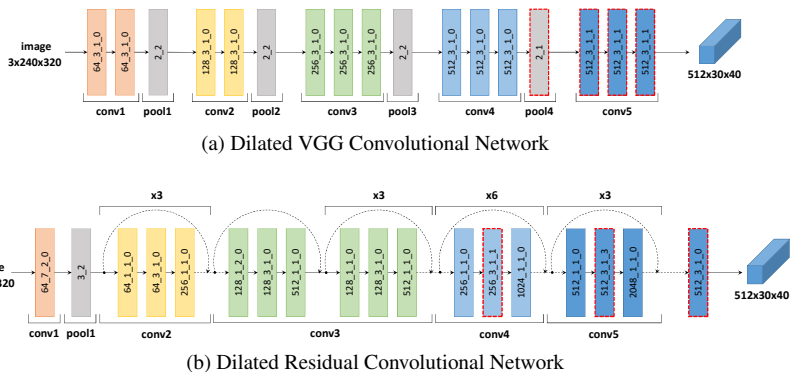 image
3x240x320
64_3_1_0
64_3_1_0
2_2
128_3_1_0
128_3_1_0
2_2
256_3_1_0
256_3_1_0
256_3_1_0
2_2
512_3_1_0
512_3_1_0
512_3_1_0
2_1
512_3_1_1
512_3_1_1
512_3_1_1
512x30x40
conv1
pool1
conv2
pool2
conv3
pool3
conv4
pool4
conv5
(a) Dilated VGG Convolutional Network
x3
x3
x6
x3
e
320
64_7_2_0
3_2
64_1_1_0
64_3_1_0
256_1_1_0
128_1_2_0
128_3_1_0
512_1_1_0
128_1_1_0
128_3_1_0
512_1_1_0
256_1_1_0
256_3_1_1
1024_1_1_0
512_1_1_0
512_3_1_3
2048_1_1_0
512_3_1_0
512x30x40
conv1
pool1
conv2
conv3
conv4
conv5
(b) Dilated Residual Convolutional Network